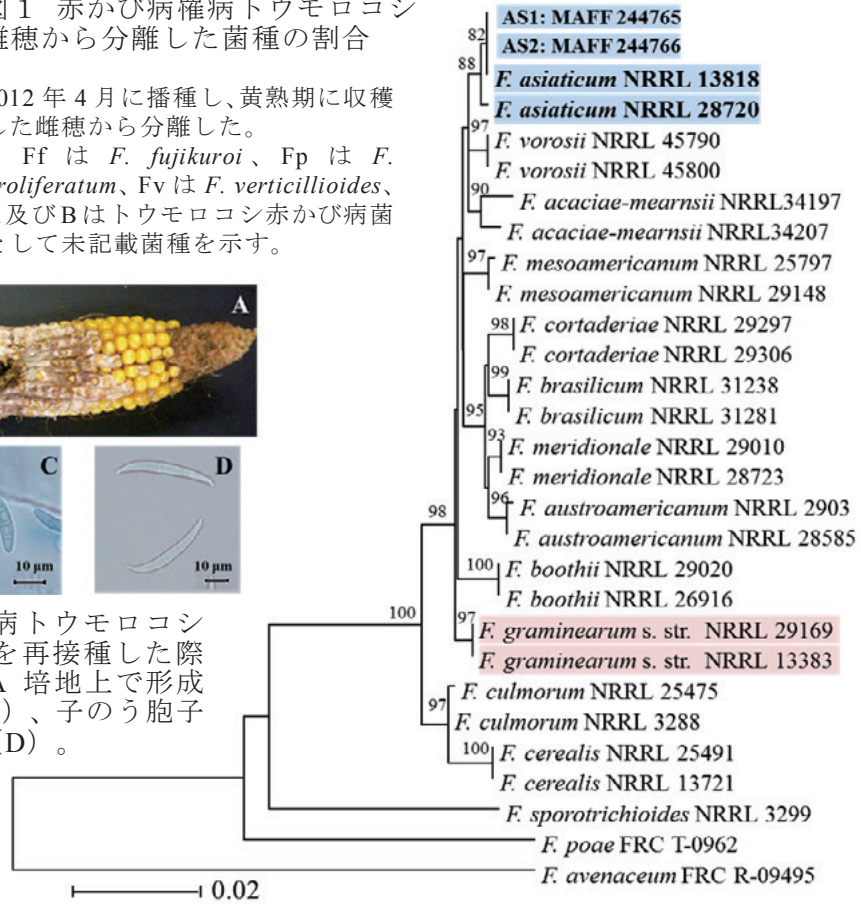 図1 赤かび病罹病トウモロコシ
雌穂から分離した菌種の割合
012 年 4 月に播種し、黄熟期に収穫
した雌穂から分離した。
Ff は F. fujikuroi 、 Fp は F.
roliferatum、Fv は F. verticillioides、
及び B はトウモロコシ赤かび病菌
として未記載菌種を示す。
A
C
10 μm
D
10 μm
病トウモロコシ
を再接種した際
A 培地上で形成
)、子のう胞子
(D)。
AS1: MAFF 244765
82
AS2: MAFF 244766
88
F. asiaticum NRRL 13818
F. asiaticum NRRL 28720
97
F. vorosii NRRL 45790
F. vorosii NRRL 45800
90
F. acaciae-mearnsii NRRL34197
F. acaciae-mearnsii NRRL34207
97
F. mesoamericanum NRRL 25797
F. mesoamericanum NRRL 29148
98
F. cortaderiae NRRL 29297
F. cortaderiae NRRL 29306
99
F. brasilicum NRRL 31238
F. brasilicum NRRL 31281
95
93
F. meridionale NRRL 29010
F. meridionale NRRL 28723
96
F. austroamericanum NRRL 2903
F. austroamericanum NRRL 28585
98
100
F. boothii NRRL 29020
F. boothii NRRL 26916
100
97
F. graminearum s. str. NRRL 29169
F. graminearum s. str. NRRL 13383
F. culmorum NRRL 25475
97
F. culmorum NRRL 3288
100
F. cerealis NRRL 25491
F. cerealis NRRL 13721
F. sporotrichioides NRRL 3299
F. poae FRC T-0962
F. avenaceum FRC R-09495
0.02